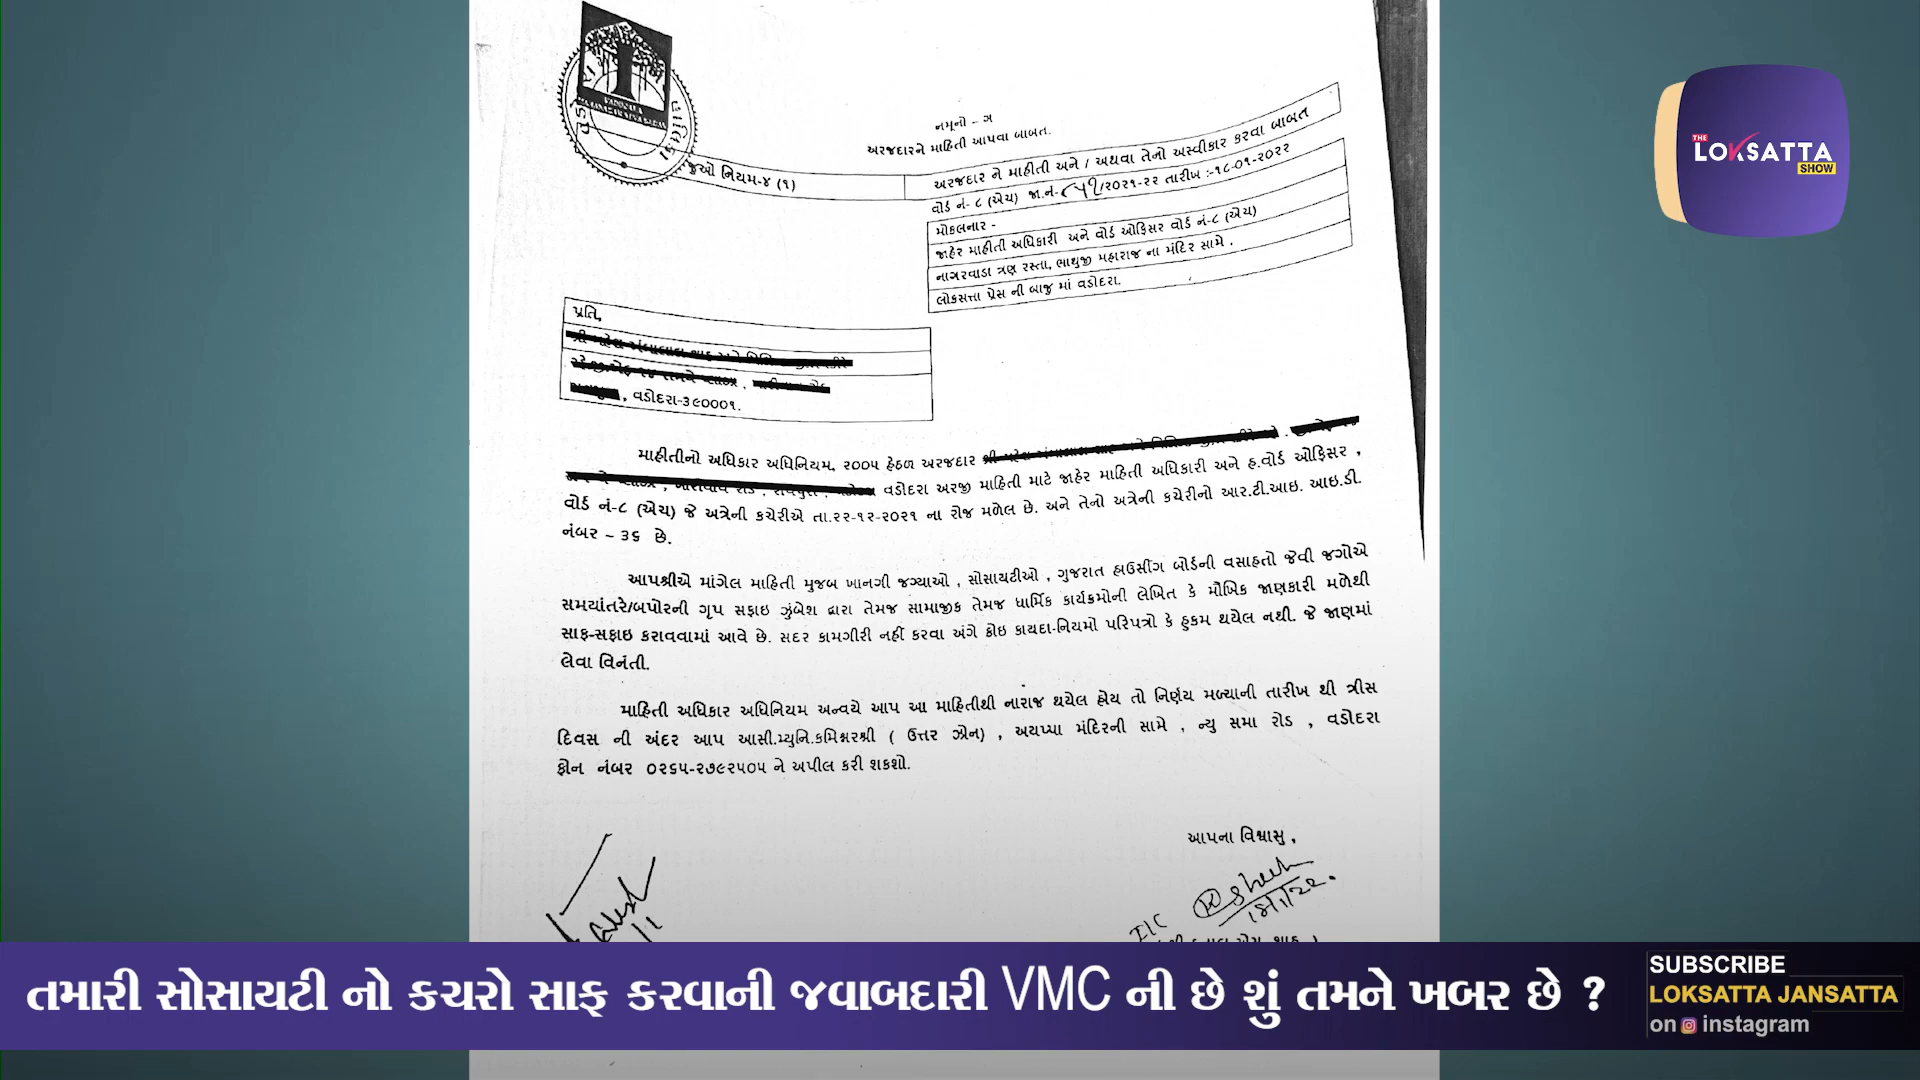 નમૂનો - ગ
અરજદારને માહિતી આપવા બાબત.
જુઓ નિયમ-૪ (૧)
અરજદાર ને માહીતી અને / અથવા તેનો અસ્વીકાર કરવા બાબત
વોર્ડ નં- ૮ (એચ) જા.નં- /૨૦૨૧-૨૨ તારીખ :-૧૮-૦૧-૨૦૨૨
મોકલનાર -
જાહેર માહીતી અધિકારી અને વોર્ડ ઓફિસર વોર્ડ નં-૮ (એચ)
નાગરવાડા ત્રણ રસ્તા, ભાથુજી મહારાજ ના મંદિર સામે .
લોકસત્તા પ્રેસ ની બાજુ માં વડોદરા.
પ્રતિ,
, વડોદરા-૩૯૦૦૦૧.
માહીતીનો અધિકાર અધિનિયમ, ૨૦૦૫ હેઠળ અરજદાર
વડોદરા અરજી માહિતી માટે જાહેર માહિતી અધિકારી અને હ.વોર્ડ ઓફિસર ,
વોર્ડ નં-૮ (એચ) જે અત્રેની કચેરીએ તા.૨૨-૧૨-૨૦૨૧ ના રોજ મળેલ છે. અને તેનો અત્રેની કચેરીનો આર.ટી.આઇ. આઇ.ડી.
નંબર – ૩૬ છે.
આપશ્રીએ માંગેલ માહિતી મુજબ ખાનગી જગ્યાઓ , સોસાયટીઓ , ગુજરાત હાઉસીંગ બોર્ડની વસાહતો જેવી જગોએ
સમયાંતરે/બપોરની ગૃપ સફાઇ ઝુંબેશ દ્વારા તેમજ સામાજીક તેમજ ધાર્મિક કાર્યક્રમોની લેખિત કે મૌખિક જાણકારી મળેથી
સાફ-સફાઇ કરાવવામાં આવે છે. સદર કામગીરી નહીં કરવા અંગે કોઇ કાયદા-નિયમો પરિપત્રો કે હુકમ થયેલ નથી. જે જાણમાં
લેવા વિનંતી.
માહિતી અધિકાર અધિનિયમ અન્વયે આપ આ માહિતીથી નારાજ થયેલ હોય તો નિર્ણય મળ્યાની તારીખ થી ત્રીસ
દિવસ ની અંદર આપ આસી.મ્યુનિ.કમિશ્નરશ્રી ( ઉત્તર ઝોન) , અયપ્પા મંદિરની સામે , ન્યુ સમા રોડ , વડોદરા
ફોન નંબર ૦૨૬૫-૨૭૯૨૫૦૫ ને અપીલ કરી શકશો.
આપના વિશ્વાસુ ,
I/C
THE
LOKSATTA
SHOW
તમારી સોસાયટી નો કચરો સાફ કરવાની જવાબદારી VMC ની છે શું તમને ખબર છે ?
SUBSCRIBE
LOKSATTA JANSATTA
on instagram